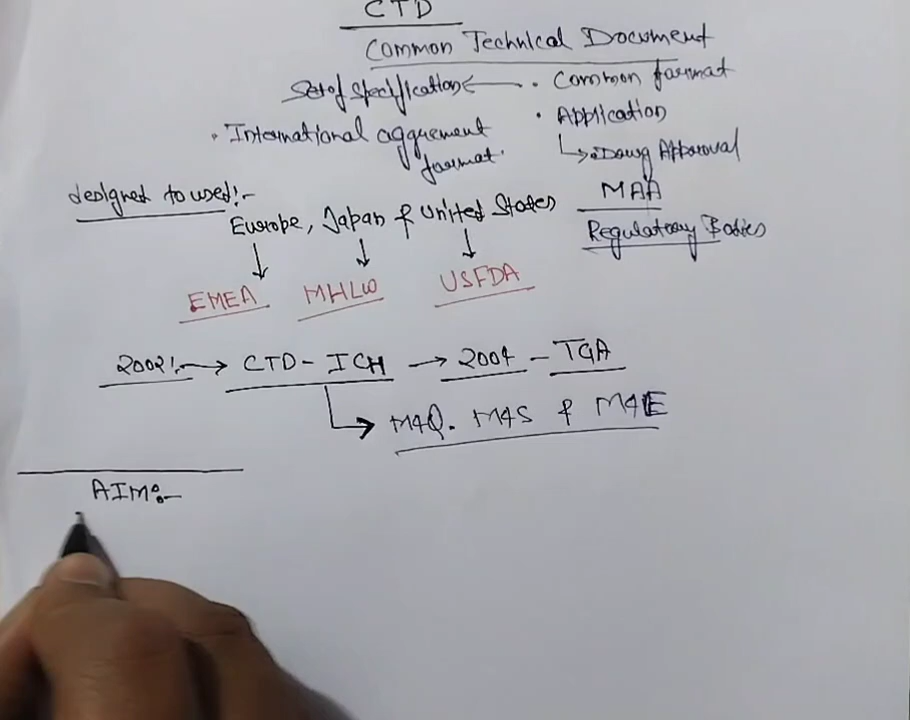 CTD
Common Technical Document
Set of Specification ← · Common format
· International aggrement format.
· Application
↳ Drug Approval
MAA
Regulatory Bodies
designed to used!-
Europe, Japan & United States
↓ ↓ ↓
EMEA MHLW USFDA
2002!→ CTD - ICH → 2004 - TGA
↳ M4Q. M4S & M4E
AIM:-